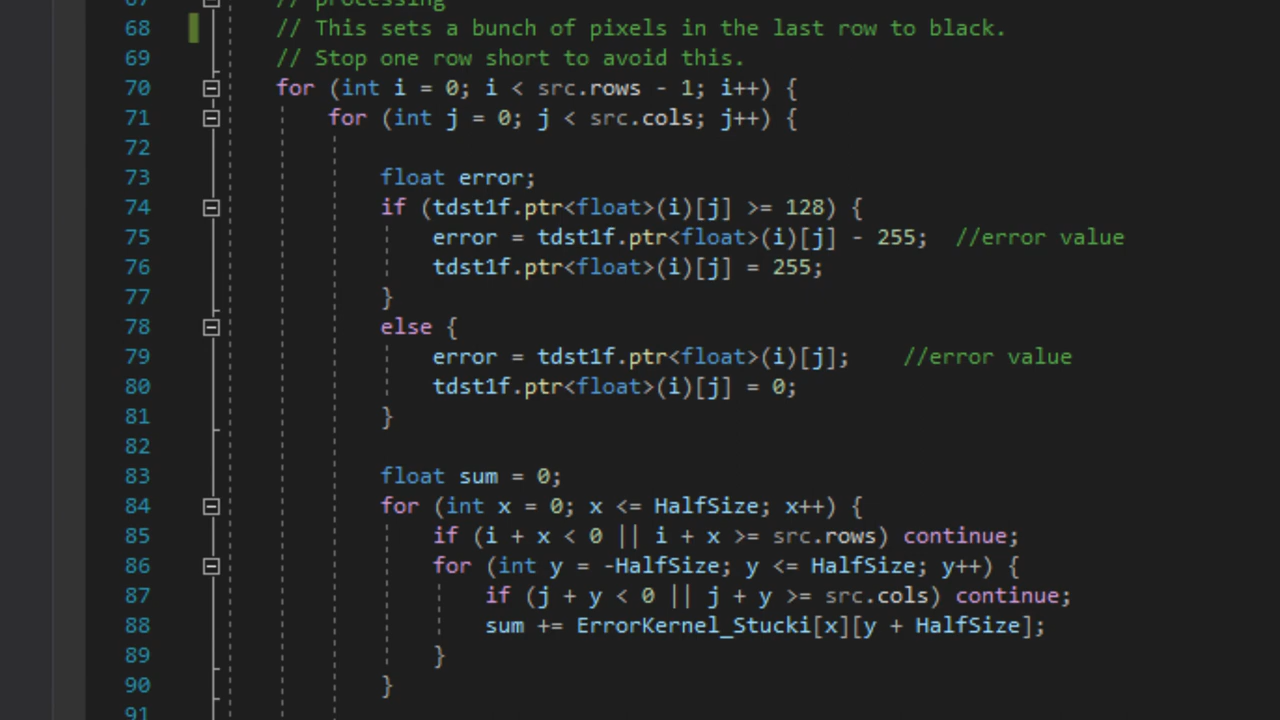 67 // processing
68 // This sets a bunch of pixels in the last row to black.
69 // Stop one row short to avoid this.
70 for (int i = 0; i < src.rows - 1; i++) {
71 for (int j = 0; j < src.cols; j++) {
72
73 float error;
74 if (tdst1f.ptr<float>(i)[j] >= 128) {
75 error = tdst1f.ptr<float>(i)[j] - 255; //error value
76 tdst1f.ptr<float>(i)[j] = 255;
77 }
78 else {
79 error = tdst1f.ptr<float>(i)[j]; //error value
80 tdst1f.ptr<float>(i)[j] = 0;
81 }
82
83 float sum = 0;
84 for (int x = 0; x <= HalfSize; x++) {
85 if (i + x < 0 || i + x >= src.rows) continue;
86 for (int y = -HalfSize; y <= HalfSize; y++) {
87 if (j + y < 0 || j + y >= src.cols) continue;
88 sum += ErrorKernel_Stucki[x][y + HalfSize];
89 }
90 }
91